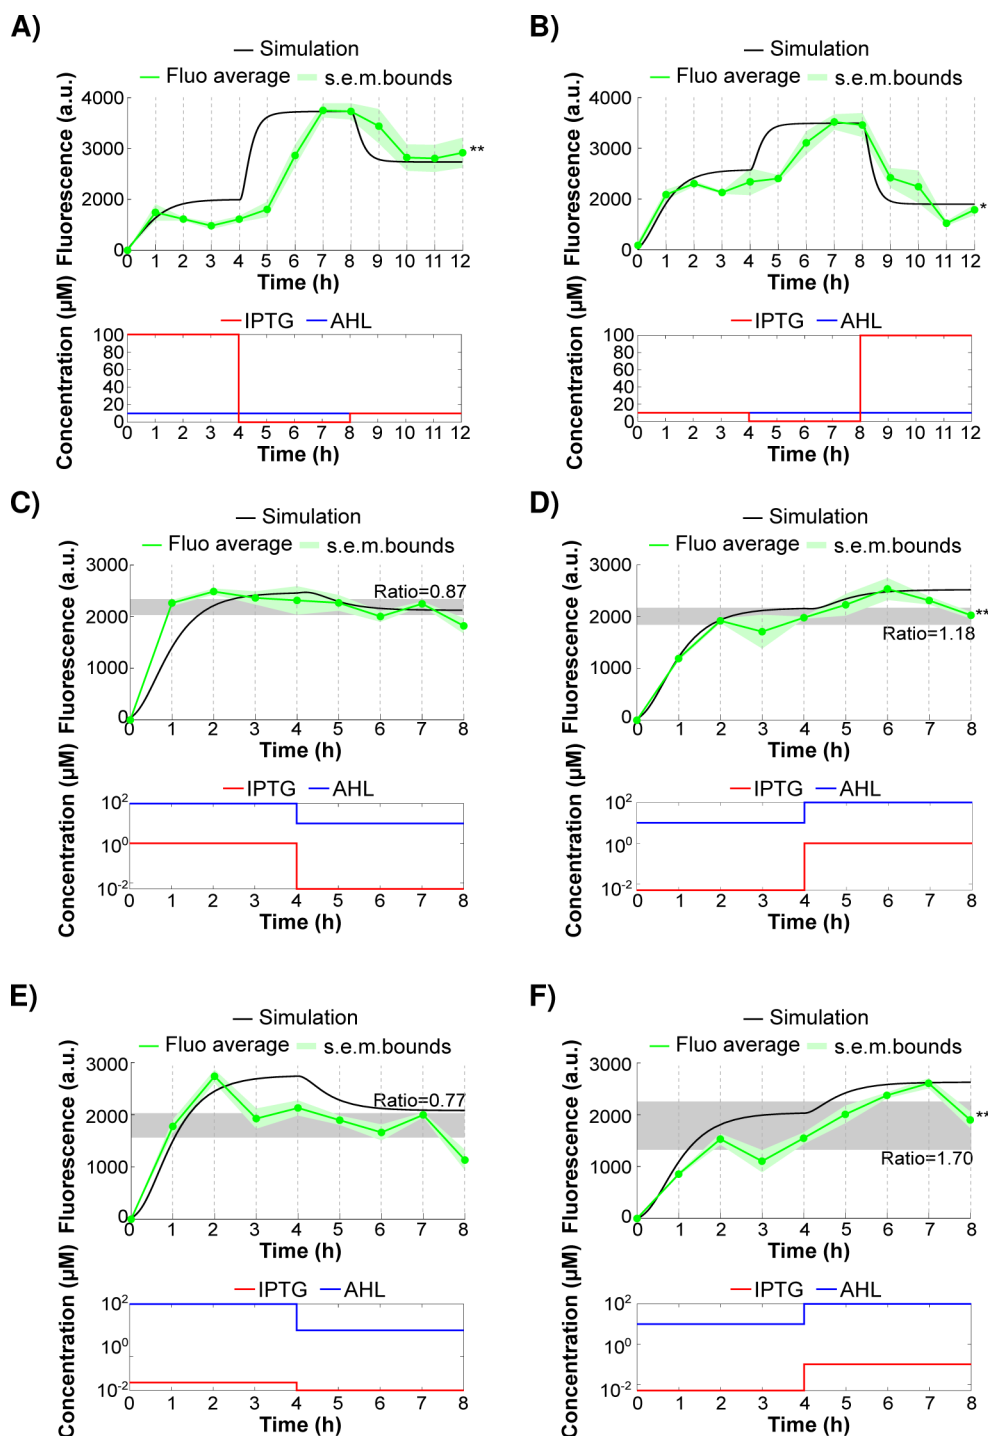 A)
Simulation
Fluo average s.e.m.bounds
Fluorescence (a.u.)
4000
3000
2000
1000
0
**
0 1 2 3 4 5 6 7 8 9 10 11 12
Time (h)
IPTG AHL
Concentration (µM)
100
80
60
40
20
0
0 1 2 3 4 5 6 7 8 9 10 11 12
Time (h)
B)
Simulation
Fluo average s.e.m.bounds
Fluorescence (a.u.)
4000
3000
2000
1000
0
*
0 1 2 3 4 5 6 7 8 9 10 11 12
Time (h)
IPTG AHL
Concentration (µM)
100
80
60
40
20
0
0 1 2 3 4 5 6 7 8 9 10 11 12
Time (h)
C)
Simulation
Fluo average s.e.m.bounds
Fluorescence (a.u.)
3000
2000
1000
0
Ratio=0.87
0 1 2 3 4 5 6 7 8
Time (h)
IPTG AHL
Concentration (µM)
10²
10⁰
10⁻²
0 1 2 3 4 5 6 7 8
Time (h)
D)
Simulation
Fluo average s.e.m.bounds
Fluorescence (a.u.)
3000
2000
1000
0
**
Ratio=1.18
0 1 2 3 4 5 6 7 8
Time (h)
IPTG AHL
Concentration (µM)
10²
10⁰
10⁻²
0 1 2 3 4 5 6 7 8
Time (h)
E)
Simulation
Fluo average s.e.m.bounds
Fluorescence (a.u.)
3000
2000
1000
0
Ratio=0.77
0 1 2 3 4 5 6 7 8
Time (h)
IPTG AHL
Concentration (µM)
10²
10⁰
10⁻²
0 1 2 3 4 5 6 7 8
Time (h)
F)
Simulation
Fluo average s.e.m.bounds
Fluorescence (a.u.)
3000
2000
1000
0
**
Ratio=1.70
0 1 2 3 4 5 6 7 8
Time (h)
IPTG AHL
Concentration (µM)
10²
10⁰
10⁻²
0 1 2 3 4 5 6 7 8
Time (h)